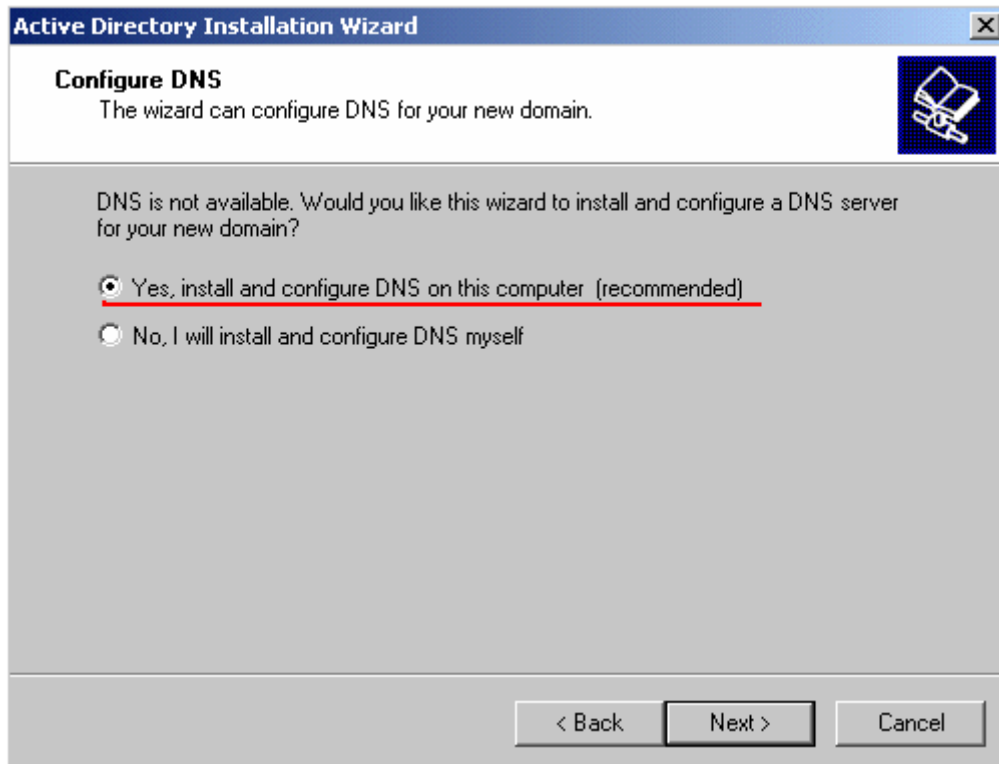 Active Directory Installation Wizard
Configure DNS
The wizard can configure DNS for your new domain.
DNS is not available. Would you like this wizard to install and configure a DNS server
for your new domain?
Yes, install and configure DNS on this computer (recommended)
No, I will install and configure DNS myself
< Back Next > Cancel